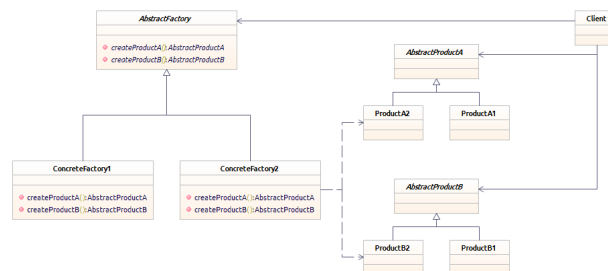 AbstractFactory
createProductA():AbstractProductA
createProductB():AbstractProductB
Client
AbstractProductA
ProductA2
ProductA1
ConcreteFactory1
createProductA():AbstractProductA
createProductB():AbstractProductB
ConcreteFactory2
createProductA():AbstractProductA
createProductB():AbstractProductB
AbstractProductB
ProductB2
ProductB1